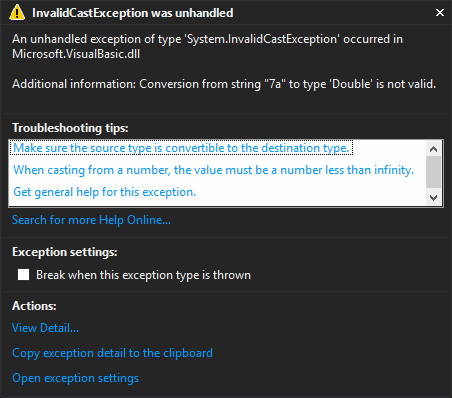 InvalidCastException was unhandled
An unhandled exception of type 'System.InvalidCastException' occurred in
Microsoft.VisualBasic.dll
Additional information: Conversion from string "7a" to type 'Double' is not valid.
Troubleshooting tips:
Make sure the source type is convertible to the destination type.
When casting from a number, the value must be a number less than infinity.
Get general help for this exception.
Search for more Help Online...
Exception settings:
Break when this exception type is thrown
Actions:
View Detail...
Copy exception detail to the clipboard
Open exception settings